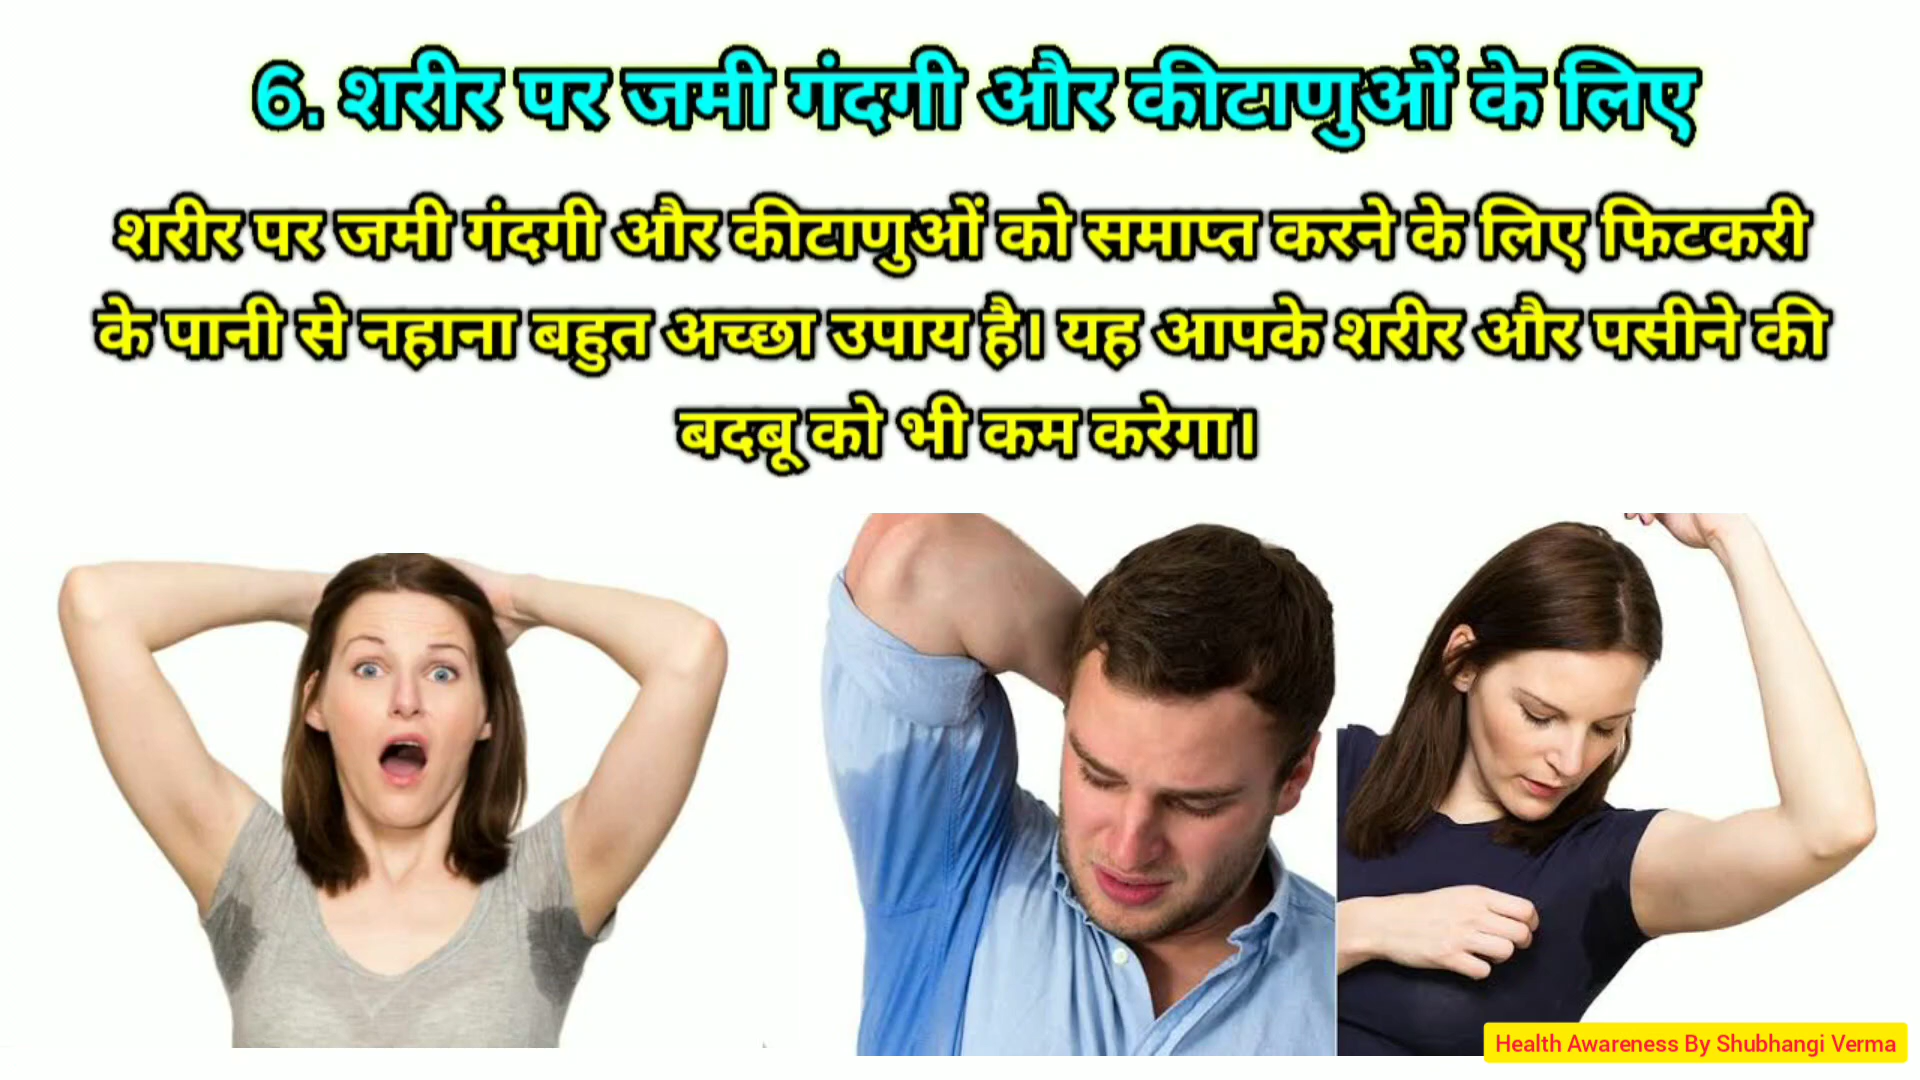 6. शरीर पर जमी गंदगी और कीटाणुओं के लिए
शरीर पर जमी गंदगी और कीटाणुओं को समाप्त करने के लिए फिटकरी
के पानी से नहाना बहुत अच्छा उपाय है। यह आपके शरीर और पसीने की
बदबू को भी कम करेगा।
Health Awareness By Shubhangi Verma